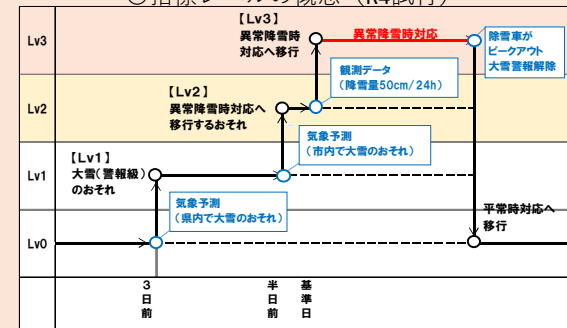 【Lv3】
異常降雪時
対応へ移行
異常降雪時対応
除雪車が
ピークアウト
大雪警報解除
Lv3
観測データ
(降雪量50cm/24h)
【Lv2】
異常降雪時対応へ
移行するおそれ
Lv2
気象予測
(市内で大雪のおそれ)
【Lv1】
大雪(警報級)
のおそれ
Lv1
気象予測
(県内で大雪のおそれ)
平常時対応へ
移行
Lv0
3日前
半日前
基準日